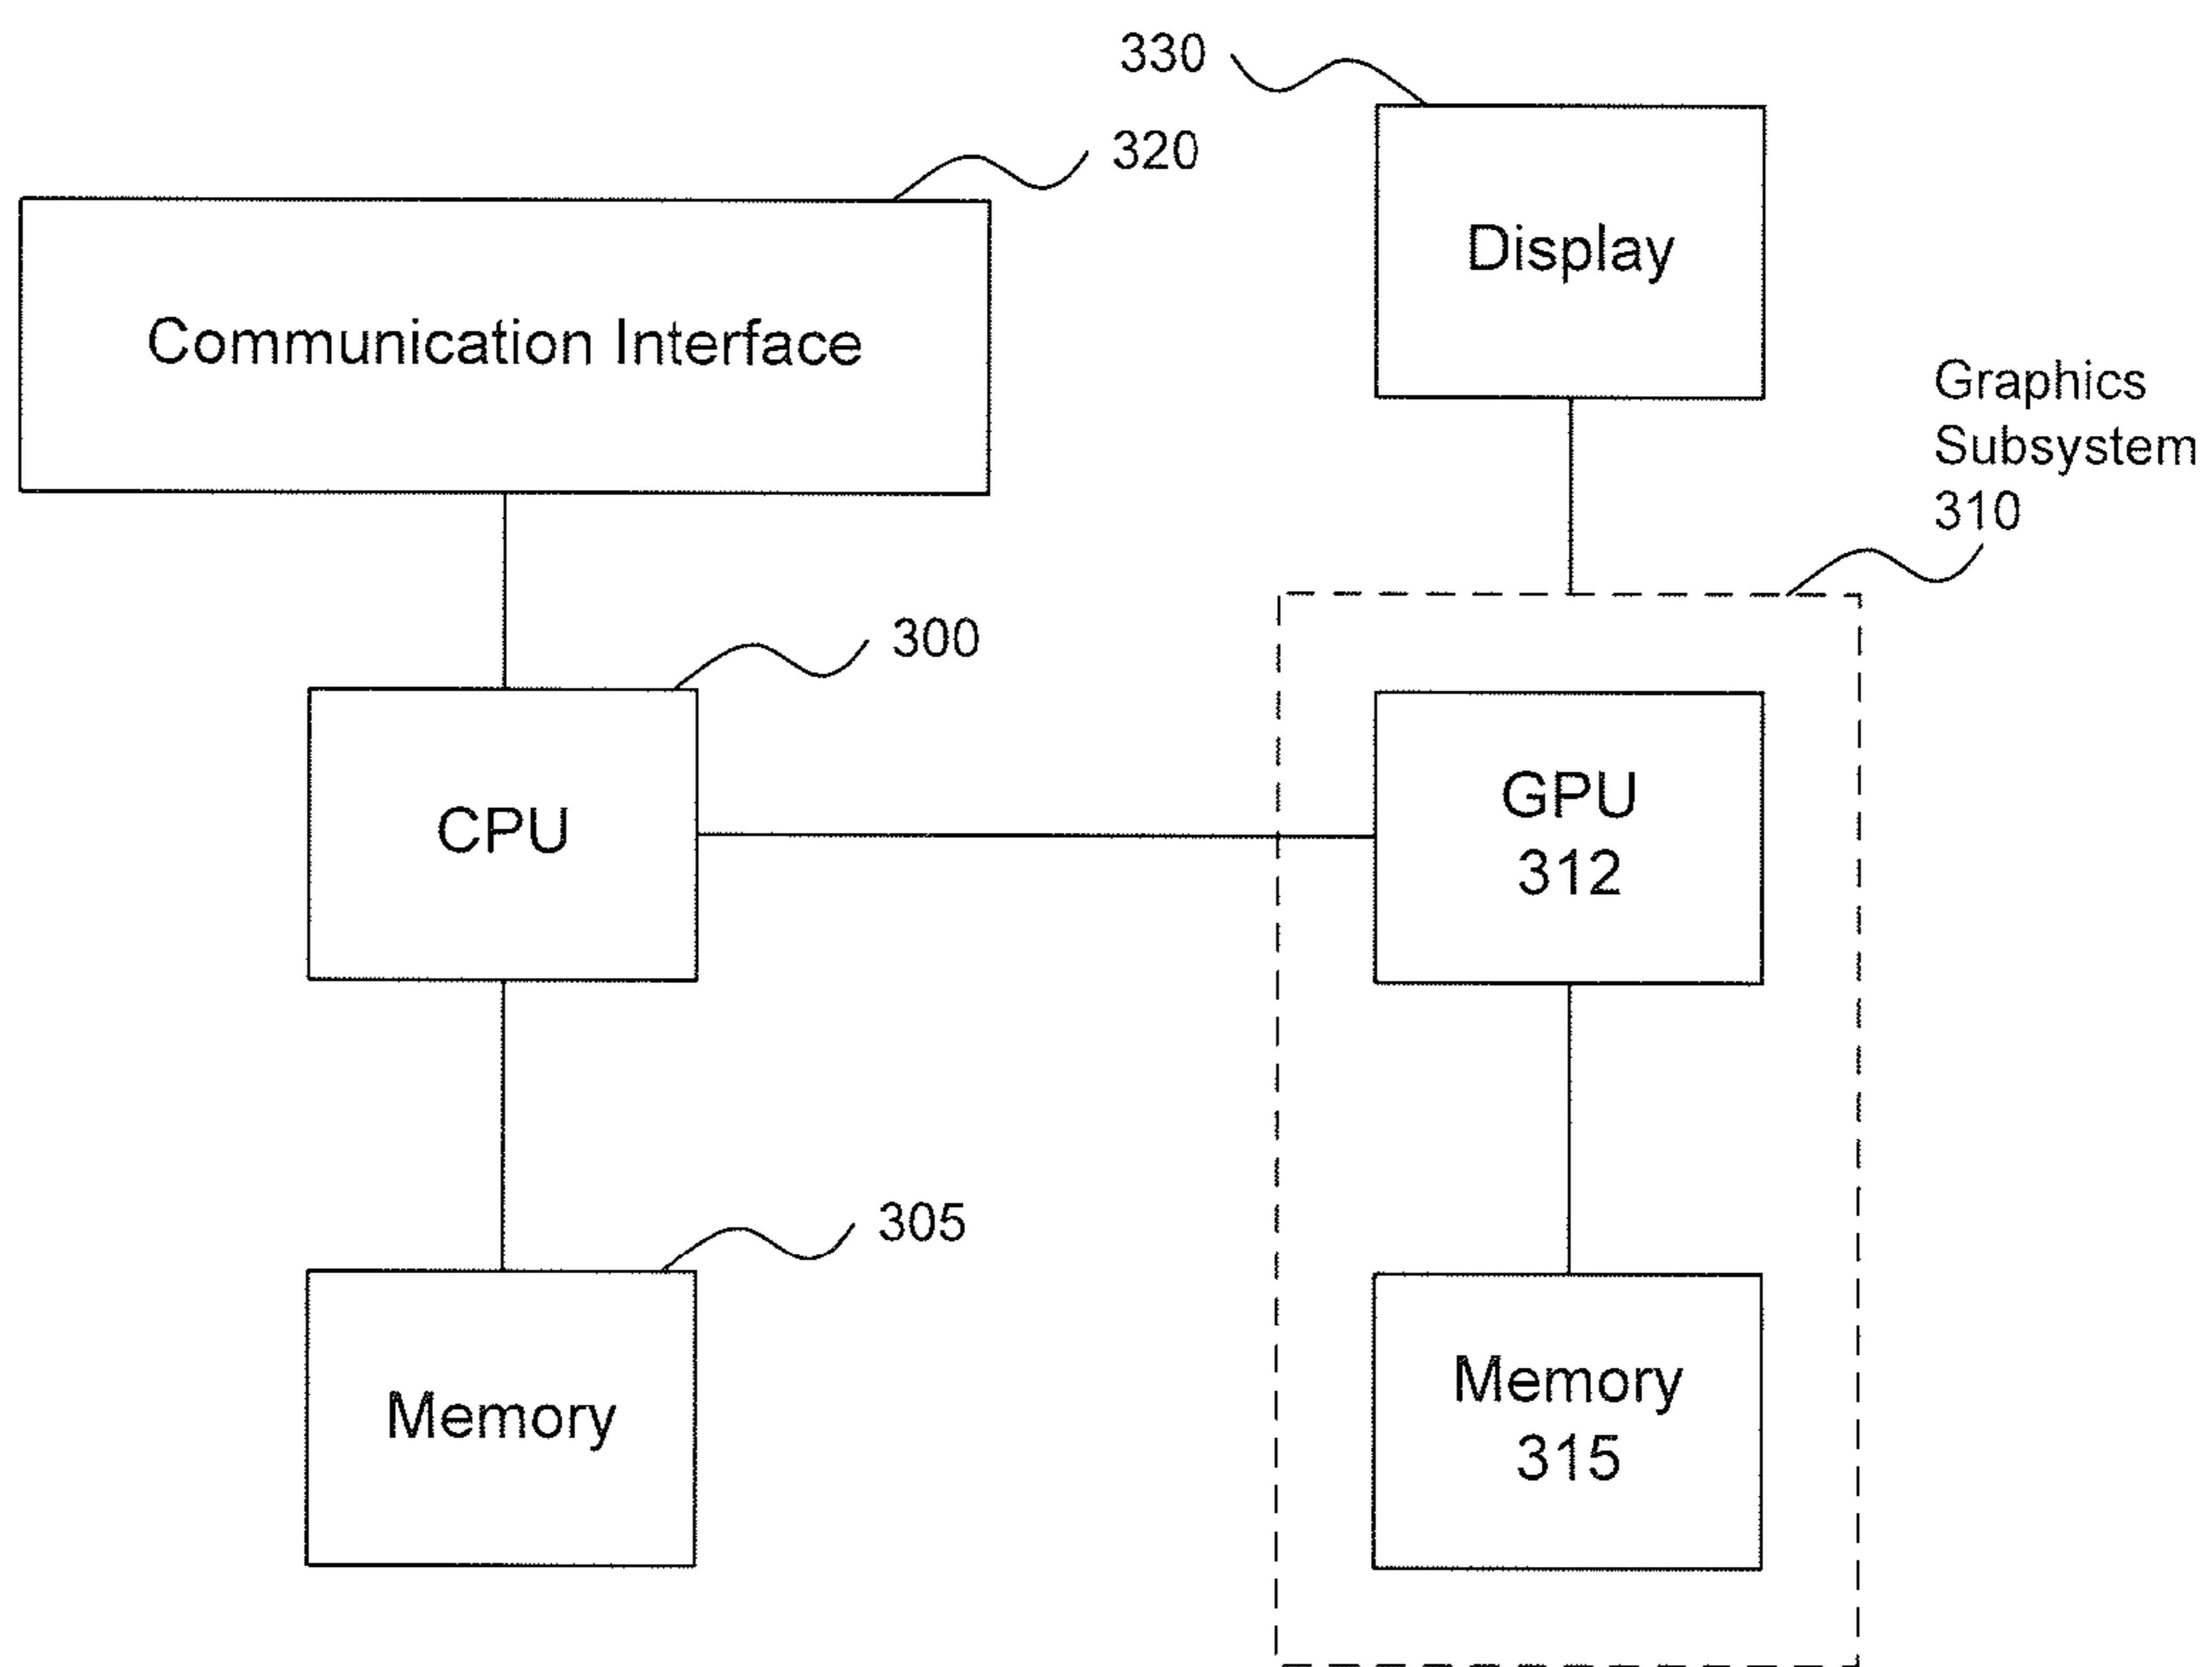 330
320
Display
Communication Interface
Graphics
Subsystem
310
300
CPU
GPU
312
305
Memory
Memory
315